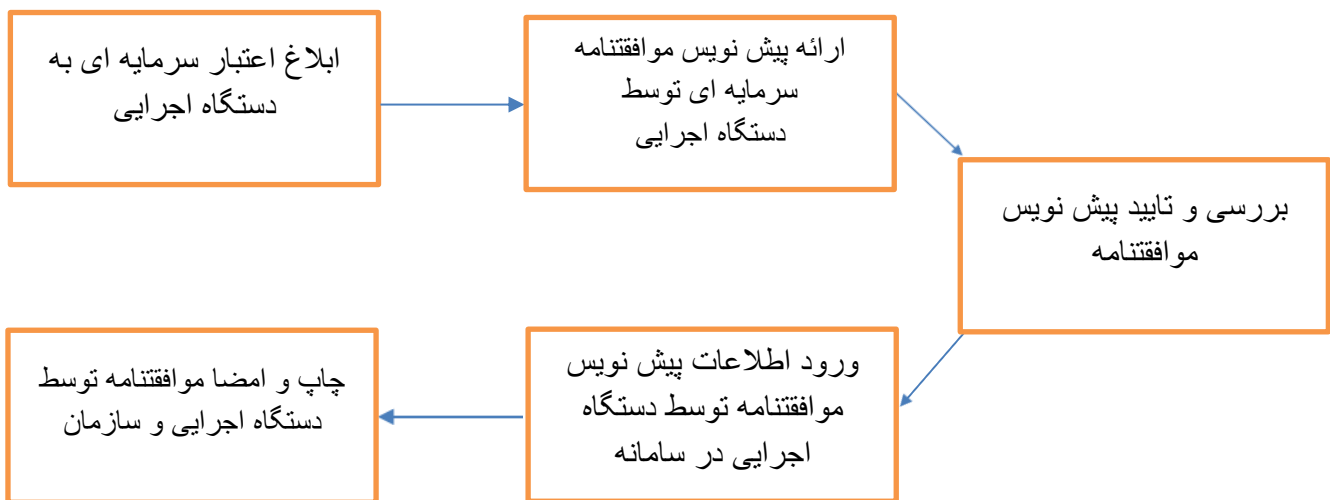 ابلاغ اعتبار سرمایه ای به
دستگاه اجرایی
ارائه پیش نویس موافقتنامه
سرمایه ای توسط
دستگاه اجرایی
بررسی و تایید پیش نویس
موافقتنامه
ورود اطلاعات پیش نویس
موافقتنامه توسط دستگاه
اجرایی در سامانه
چاپ و امضا موافقتنامه توسط
دستگاه اجرایی و سازمان